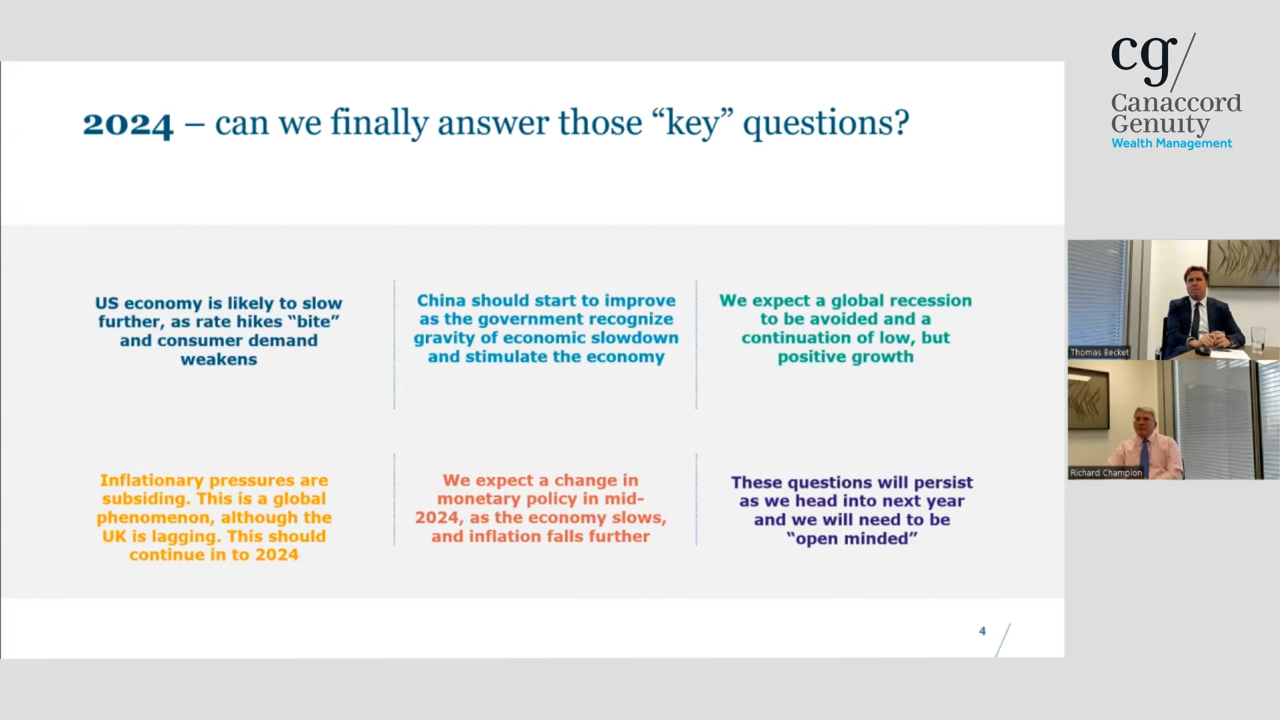 2024 – can we finally answer those “key” questions?
US economy is likely to slow
further, as rate hikes “bite”
and consumer demand
weakens
China should start to improve
as the government recognize
gravity of economic slowdown
and stimulate the economy
We expect a global recession
to be avoided and a
continuation of low, but
positive growth
Inflationary pressures are
subsiding. This is a global
phenomenon, although the
UK is lagging. This should
continue in to 2024
We expect a change in
monetary policy in mid-
2024, as the economy slows,
and inflation falls further
These questions will persist
as we head into next year
and we will need to be
“open minded”
4
cg/
Canaccord
Genuity
Wealth Management
Thomas Becket
Richard Champion